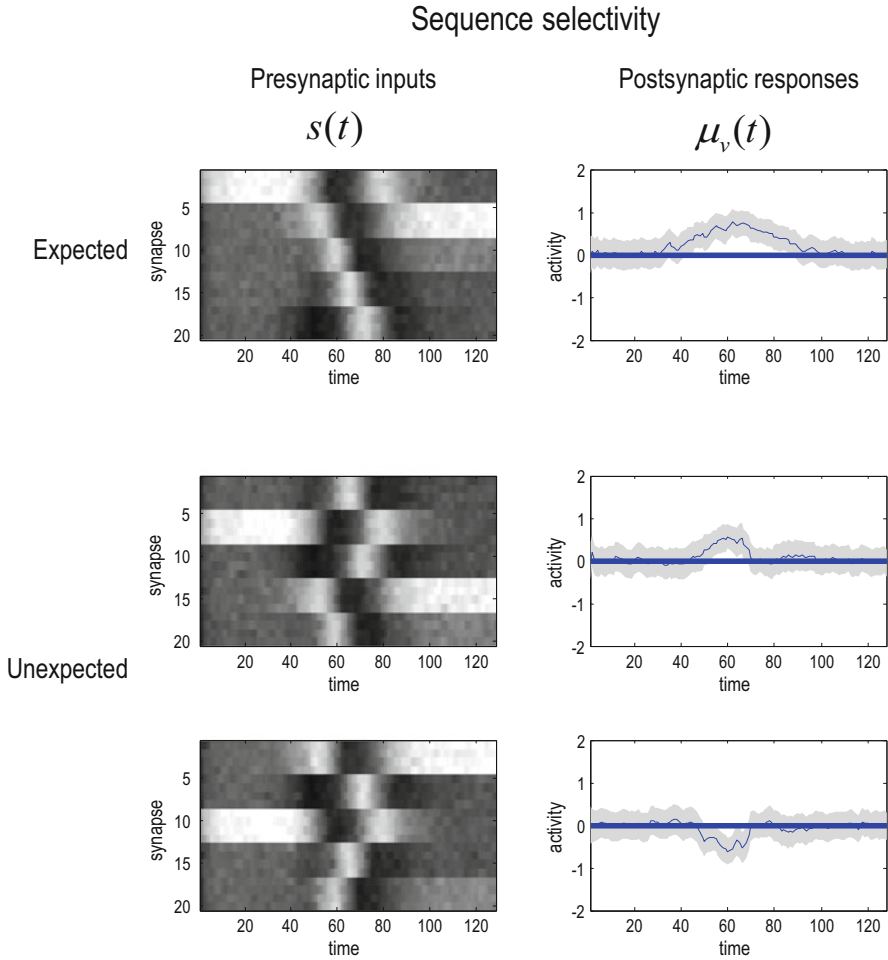 Sequence selectivity
Presynaptic inputs
Postsynaptic responses
s(t)
μv(t)
Expected
synapse
5
10
15
20
20 40 60 80 100 120
time
activity
2
1
0
-1
-2
20 40 60 80 100 120
time
Unexpected
synapse
5
10
15
20
20 40 60 80 100 120
time
activity
2
1
0
-1
-2
20 40 60 80 100 120
time
synapse
5
10
15
20
20 40 60 80 100 120
time
activity
2
1
0
-1
-2
20 40 60 80 100 120
time